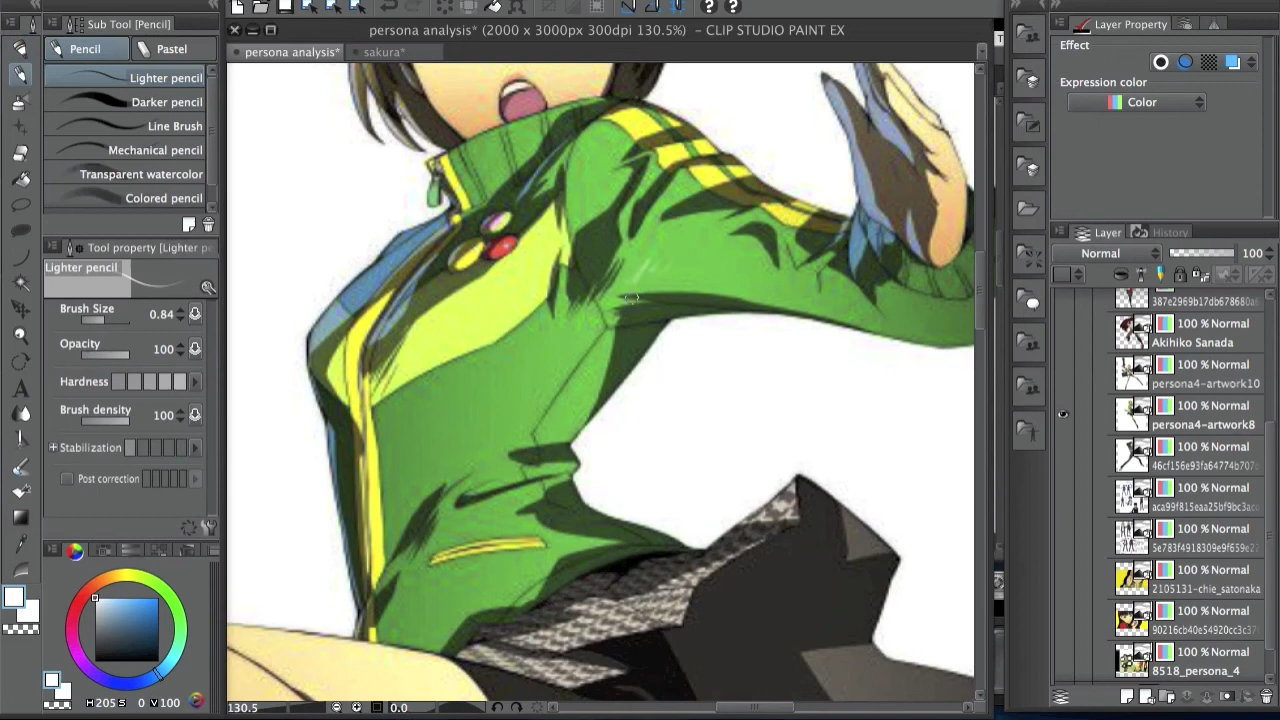 Sub Tool [Pencil]
Pencil
Pastel
Lighter pencil
Darker pencil
Line Brush
Mechanical pencil
Transparent watercolor
Colored pencil
Tool property [Lighter p
Lighter pencil
Brush Size
0.84
Opacity
100
Hardness
Brush density
100
Stabilization
Post correction
H 205 S 0 V 100
persona analysis* (2000 x 3000px 300dpi 130.5%) - CLIP STUDIO PAINT EX
persona analysis*
sakura*
130.5
0.0
Layer Property
Effect
Expression color
Color
Layer
History
Normal
100
100 % Normal
Akihiko Sanada
100 % Normal
persona4-artwork10
100 % Normal
persona4-artwork8
100 % Normal
100 % Normal
100 % Normal
100 % Normal
2105131-chie_satonaka
100 % Normal
100 % Normal
8518_persona_4